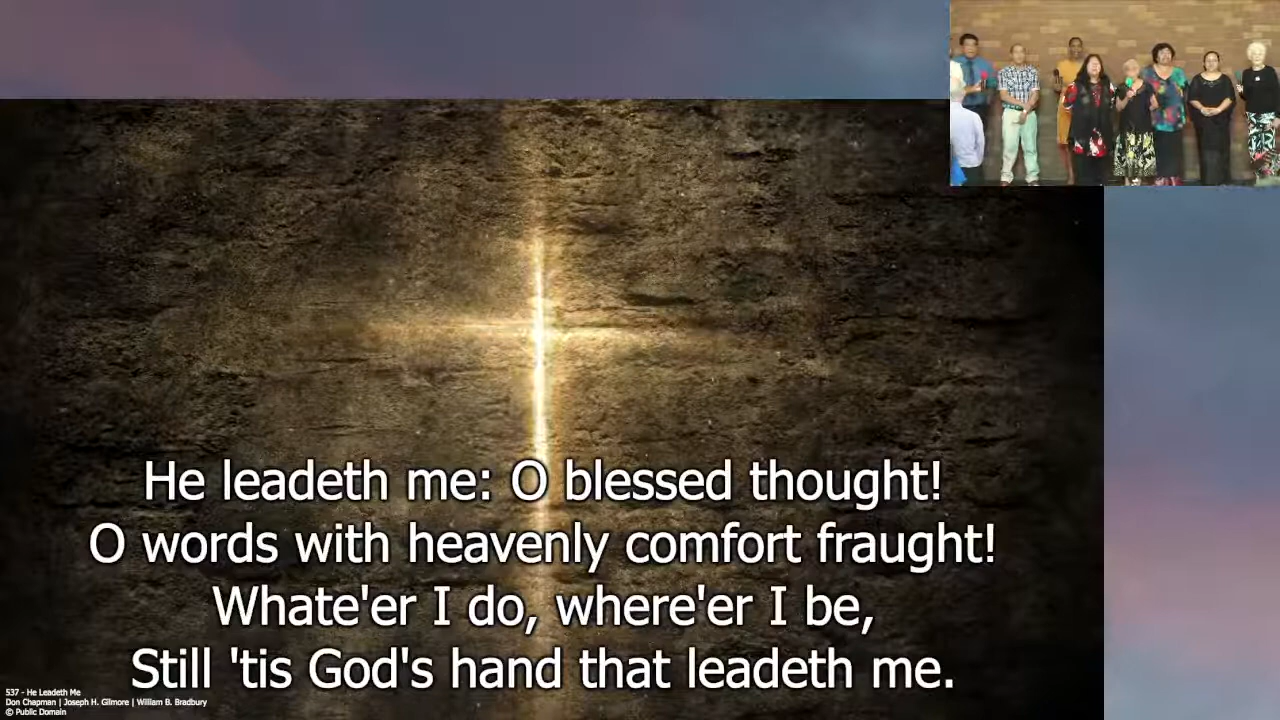 He leadeth me: O blessed thought!
O words with heavenly comfort fraught!
Whate'er I do, where'er I be,
Still 'tis God's hand that leadeth me.
537 - He Leadeth Me
Don Chapman | Joseph H. Gilmore | William B. Bradbury
© Public Domain